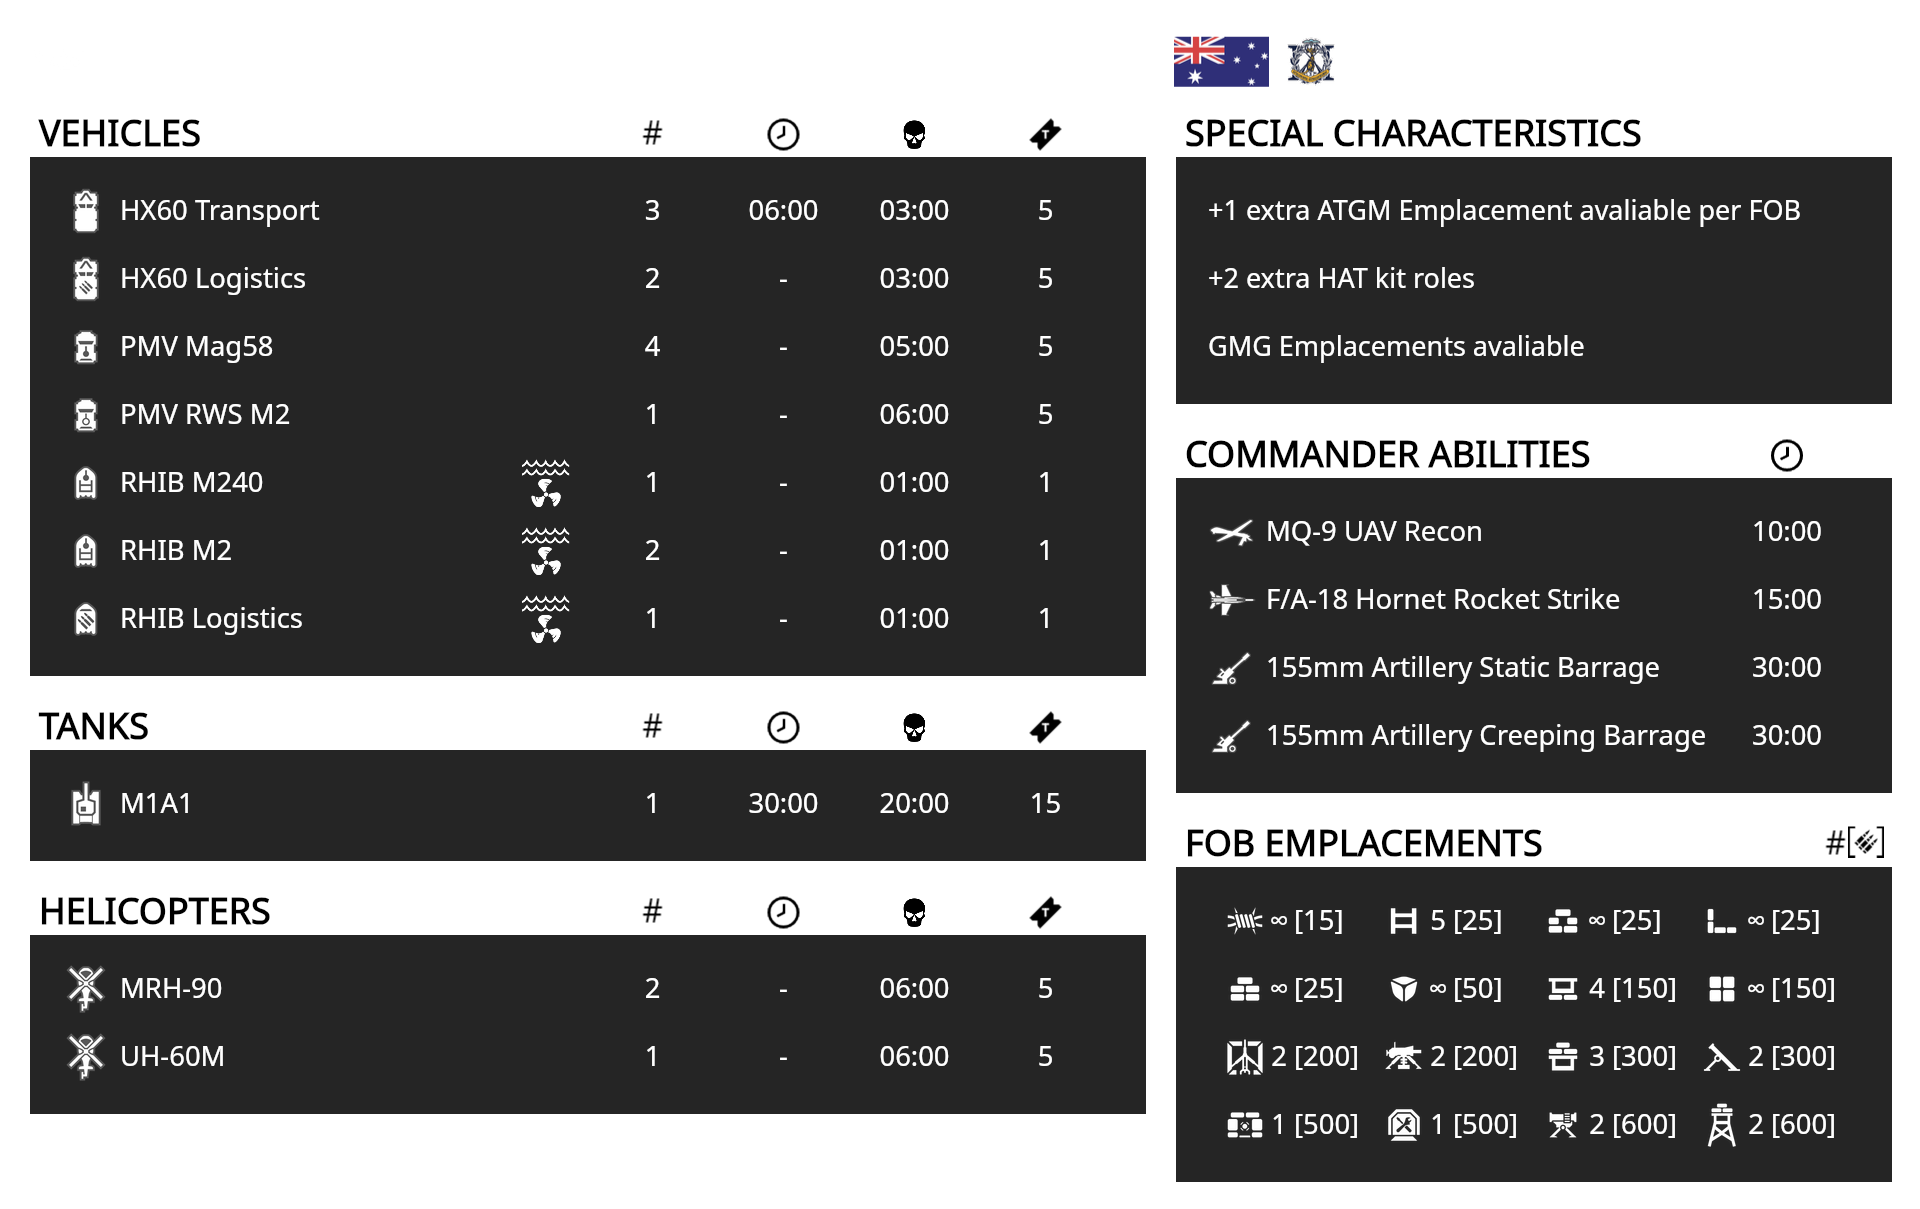 VEHICLES #
HX60 Transport 3 06:00 03:00 5
HX60 Logistics 2 - 03:00 5
PMV Mag58 4 - 05:00 5
PMV RWS M2 1 - 06:00 5
RHIB M240 1 - 01:00 1
RHIB M2 2 - 01:00 1
RHIB Logistics 1 - 01:00 1
TANKS #
M1A1 1 30:00 20:00 15
HELICOPTERS #
MRH-90 2 - 06:00 5
UH-60M 1 - 06:00 5
SPECIAL CHARACTERISTICS
+1 extra ATGM Emplacement avaliable per FOB
+2 extra HAT kit roles
GMG Emplacements avaliable
COMMANDER ABILITIES
MQ-9 UAV Recon 10:00
F/A-18 Hornet Rocket Strike 15:00
155mm Artillery Static Barrage 30:00
155mm Artillery Creeping Barrage 30:00
FOB EMPLACEMENTS #[]
∞ [15] 5 [25] ∞ [25] ∞ [25]
∞ [25] ∞ [50] 4 [150] ∞ [150]
2 [200] 2 [200] 3 [300] 2 [300]
1 [500] 1 [500] 2 [600] 2 [600]